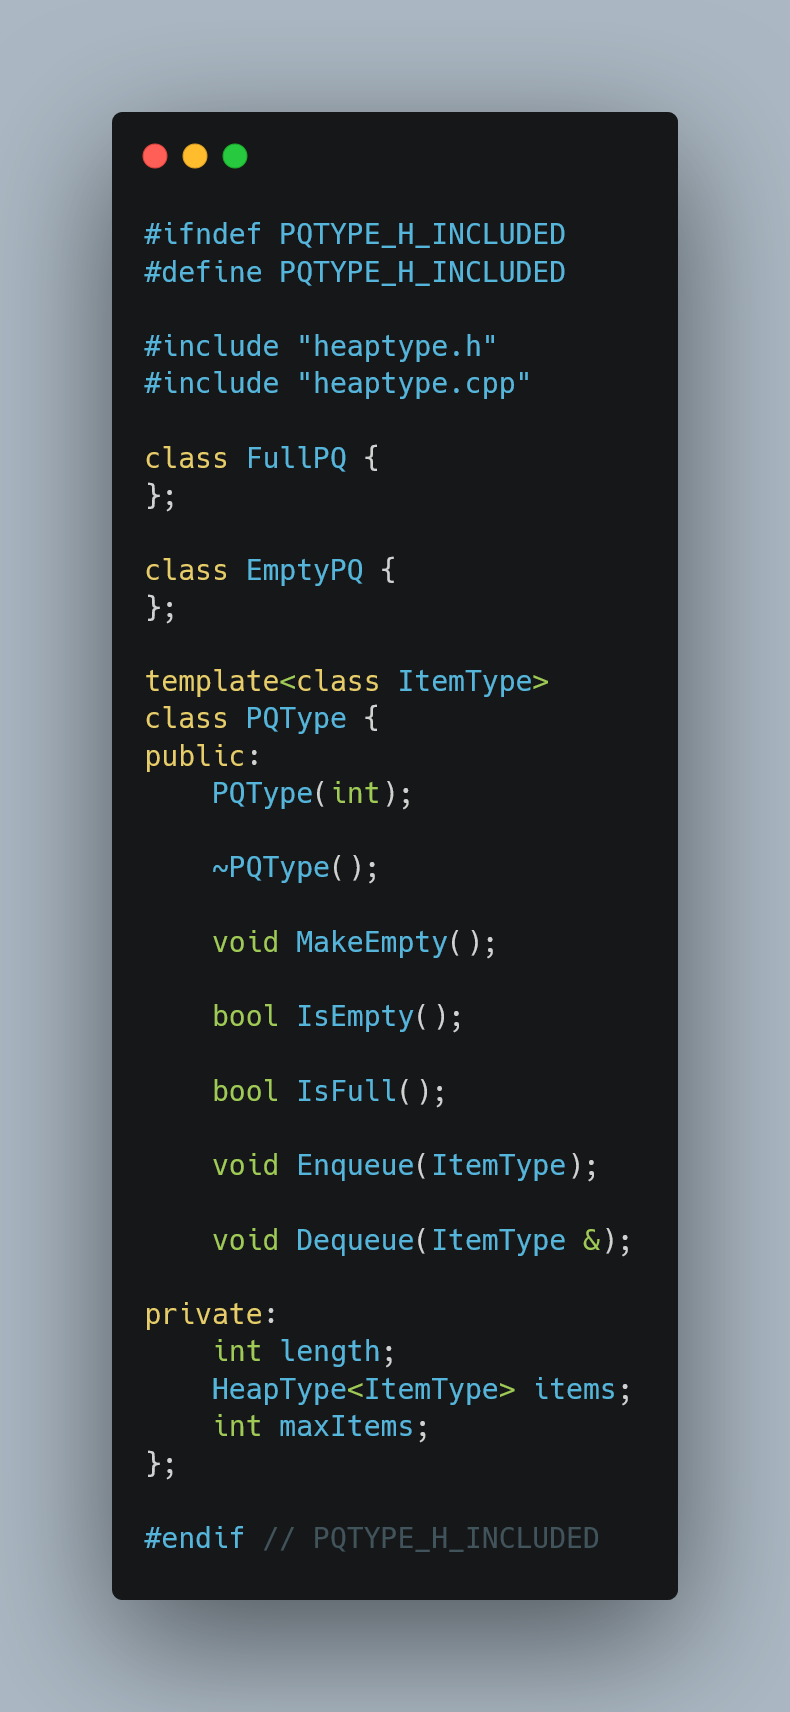 #ifndef PQTYPE_H_INCLUDED
#define PQTYPE_H_INCLUDED
#include "heaptype.h"
#include "heaptype.cpp"
class FullPQ {
};
class EmptyPQ {
};
template<class ItemType>
class PQType {
public:
    PQType(int);
    ~PQType();
    void MakeEmpty();
    bool IsEmpty();
    bool IsFull();
    void Enqueue(ItemType);
    void Dequeue(ItemType &);
private:
    int length;
    HeapType<ItemType> items;
    int maxItems;
};
#endif // PQTYPE_H_INCLUDED